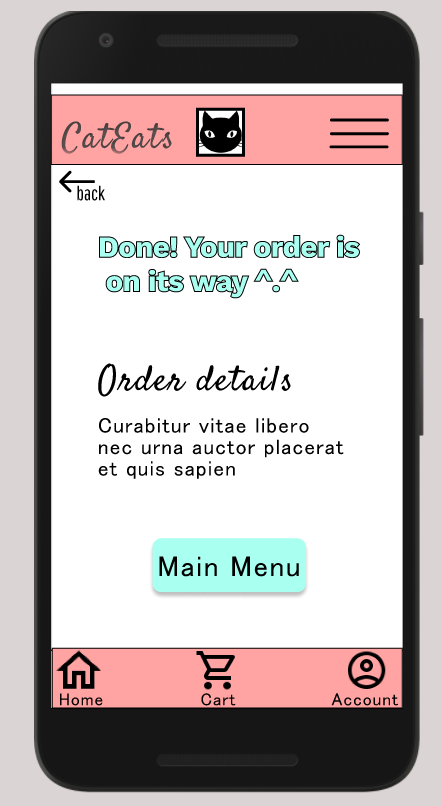 CatEats
back
Done! Your order is
on its way ^.^
Order details
Curabitur vitae libero
nec urna auctor placerat
et quis sapien
Main Menu
Home Cart Account